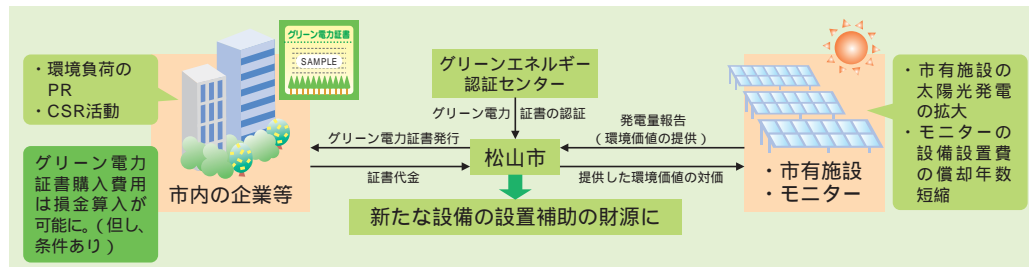 ・環境負荷の
PR
・CSR活動
グリーン電力
証書購入費用
は損金算入が
可能に。(但し、
条件あり)
グリーン電力証書
SAMPLE
市内の企業等
グリーンエネルギー
認証センター
グリーン電力 証書の認証
グリーン電力証書発行
証書代金
松山市
発電量報告
(環境価値の提供)
提供した環境価値の対価
新たな設備の設置補助の財源に
・市有施設
・モニター
・市有施設の
太陽光発電
の拡大
・モニターの
設備設置費
の償却年数
短縮